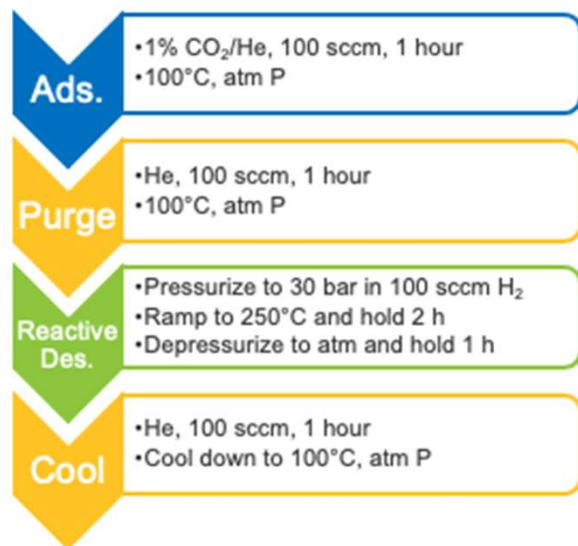 Ads.
•1% CO₂/He, 100 sccm, 1 hour
•100°C, atm P
Purge
•He, 100 sccm, 1 hour
•100°C, atm P
Reactive
Des.
•Pressurize to 30 bar in 100 sccm H₂
•Ramp to 250°C and hold 2 h
•Depressurize to atm and hold 1 h
Cool
•He, 100 sccm, 1 hour
•Cool down to 100°C, atm P